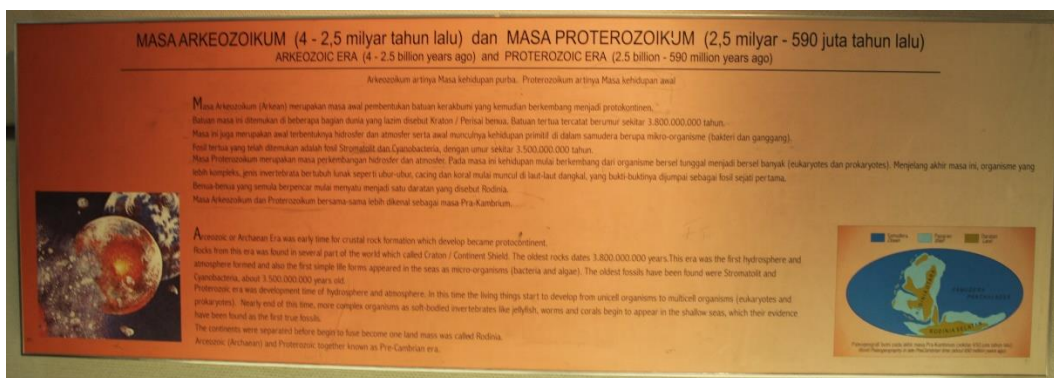 MASA ARKEOZOIKUM (4 - 2,5 milyar tahun lalu) dan MASA PROTEROZOIKUM (2,5 milyar - 590 juta tahun lalu)
ARKEOZOIC ERA (4 - 2.5 billion years ago) and PROTEROZOIC ERA (2.5 billion - 590 million years ago)
Arkeozoikum artinya Masa kehidupan purba. Proterozoikum artinya Masa kehidupan awal
Masa Arkeozoikum (Arkean) merupakan masa awal pembentukan batuan kerakbumi yang kemudian berkembang menjadi protokontinen.
Batuan masa ini ditemukan di beberapa bagian dunia yang lazim disebut Kraton / Perisai benua. Batuan tertua tercatat berumur sekitar 3.800.000.000 tahun.
Masa ini juga merupakan awal terbentuknya hidrosfer dan atmosfer serta awal munculnya kehidupan primitif di dalam samudera berupa mikro-organisme (bakteri dan ganggang).
Fosil tertua yang telah ditemukan adalah fosil Stromatolit dan Cyanobacteria, dengan umur sekitar 3.500.000.000 tahun.
Masa Proterozoikum merupakan masa perkembangan hidrosfer dan atmosfer. Pada masa ini kehidupan mulai berkembang dari organisme bersel tunggal menjadi bersel banyak (eukaryotes dan prokaryotes). Menjelang akhir masa ini, organisme yang
lebih kompleks, jenis invertebrata bertubuh lunak seperti ubur-ubur, cacing dan koral mulai muncul di laut-laut dangkal, yang bukti-buktinya dijumpai sebagai fosil sejati pertama.
Benua-benua yang semula berpencar mulai menyatu menjadi satu daratan yang disebut Rodinia.
Masa Arkeozoikum dan Proterozoikum bersama-sama lebih dikenal sebagai masa Pra-Kambrium.
Arceozoic or Archaean Era was early time for crustal rock formation which develop became protocontinent.
Rocks from this era was found in several part of the world which called Craton / Continent Shield. The oldest rocks dates 3.800.000.000 years.This era was the first hydrosphere and
atmosphere formed and also the first simple life forms appeared in the seas as micro-organisms (bacteria and algae). The oldest fossils have been found were Stromatolit and
Cyanobacteria, about 3.500.000.000 years old.
Proterozoic era was development time of hydrosphere and atmosphere. In this time the living things start to develop from unicell organisms to multicell organisms (eukaryotes and
prokaryotes). Nearly end of this time, more complex organisms as soft-bodied invertebrates like jellyfish, worms and corals begin to appear in the shallow seas, which their evidence
have been found as the first true fossils.
The continents were separated before begin to fuse become one land mass was called Rodinia.
Arceozoic (Archaean) and Proterozoic together known as Pre-Cambrian era.
Samudera Paparan Daratan
Ocean Shelf Land
RODINIA SELATAN